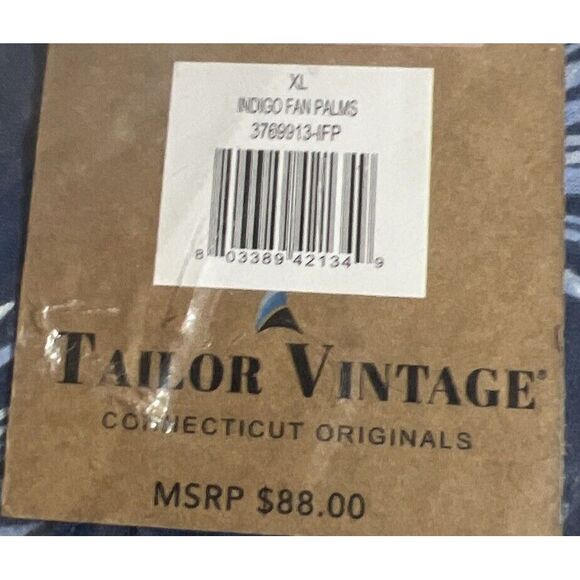 XL
INDIGO FAN PALMS
3769913-IFP
8 03389 42134 9
TAILOR VINTAGE®
CONNECTICUT ORIGINALS
MSRP $88.00